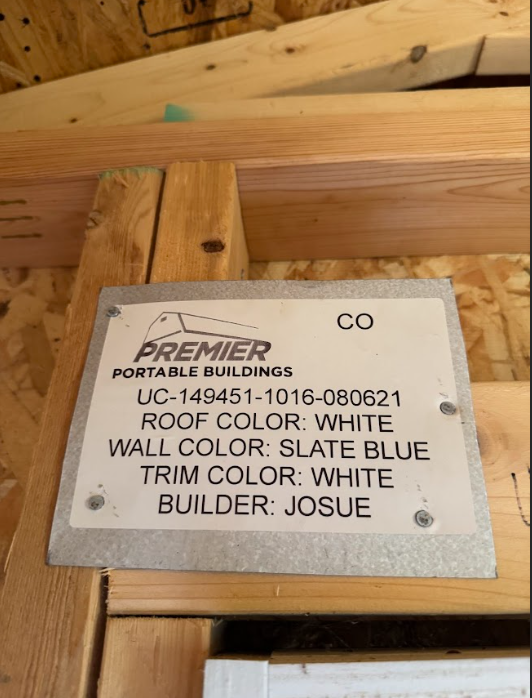 CO
PREMIER
PORTABLE BUILDINGS
UC-149451-1016-080621
ROOF COLOR: WHITE
WALL COLOR: SLATE BLUE
TRIM COLOR: WHITE
BUILDER: JOSUE